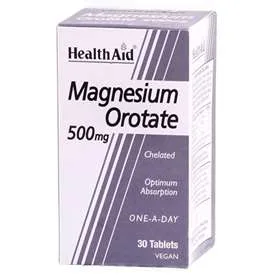 HealthAid®
Magnesium
Orotate
500mg
Chelated
Optimum
Absorption
ONE-A-DAY
30 Tablets
VEGAN